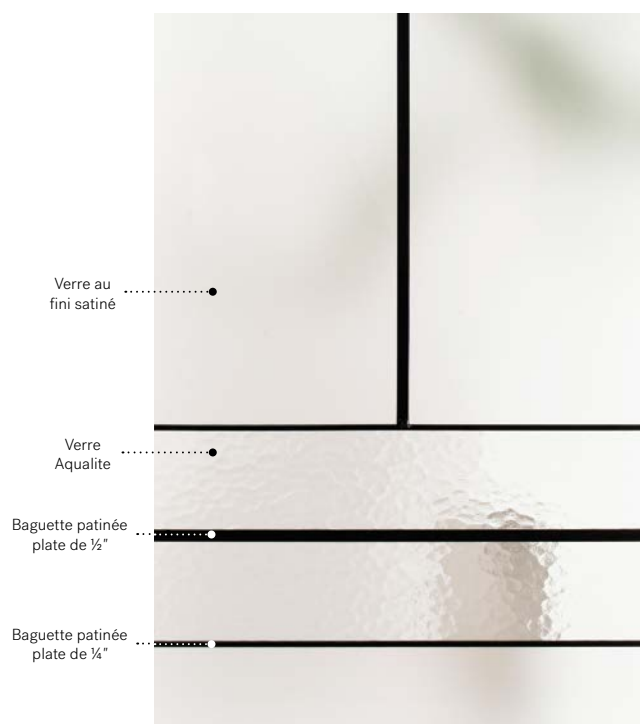 Verre au
fini satiné
Verre
Aqualite
Baguette patinée
plate de ½″
Baguette patinée
plate de ¼″